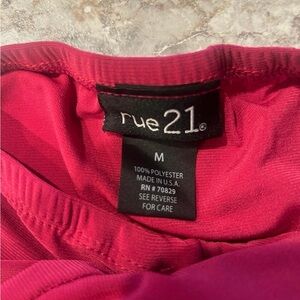 rue21®
M
100% POLYESTER
MADE IN U.S.A.
RN # 70829
SEE REVERSE
FOR CARE